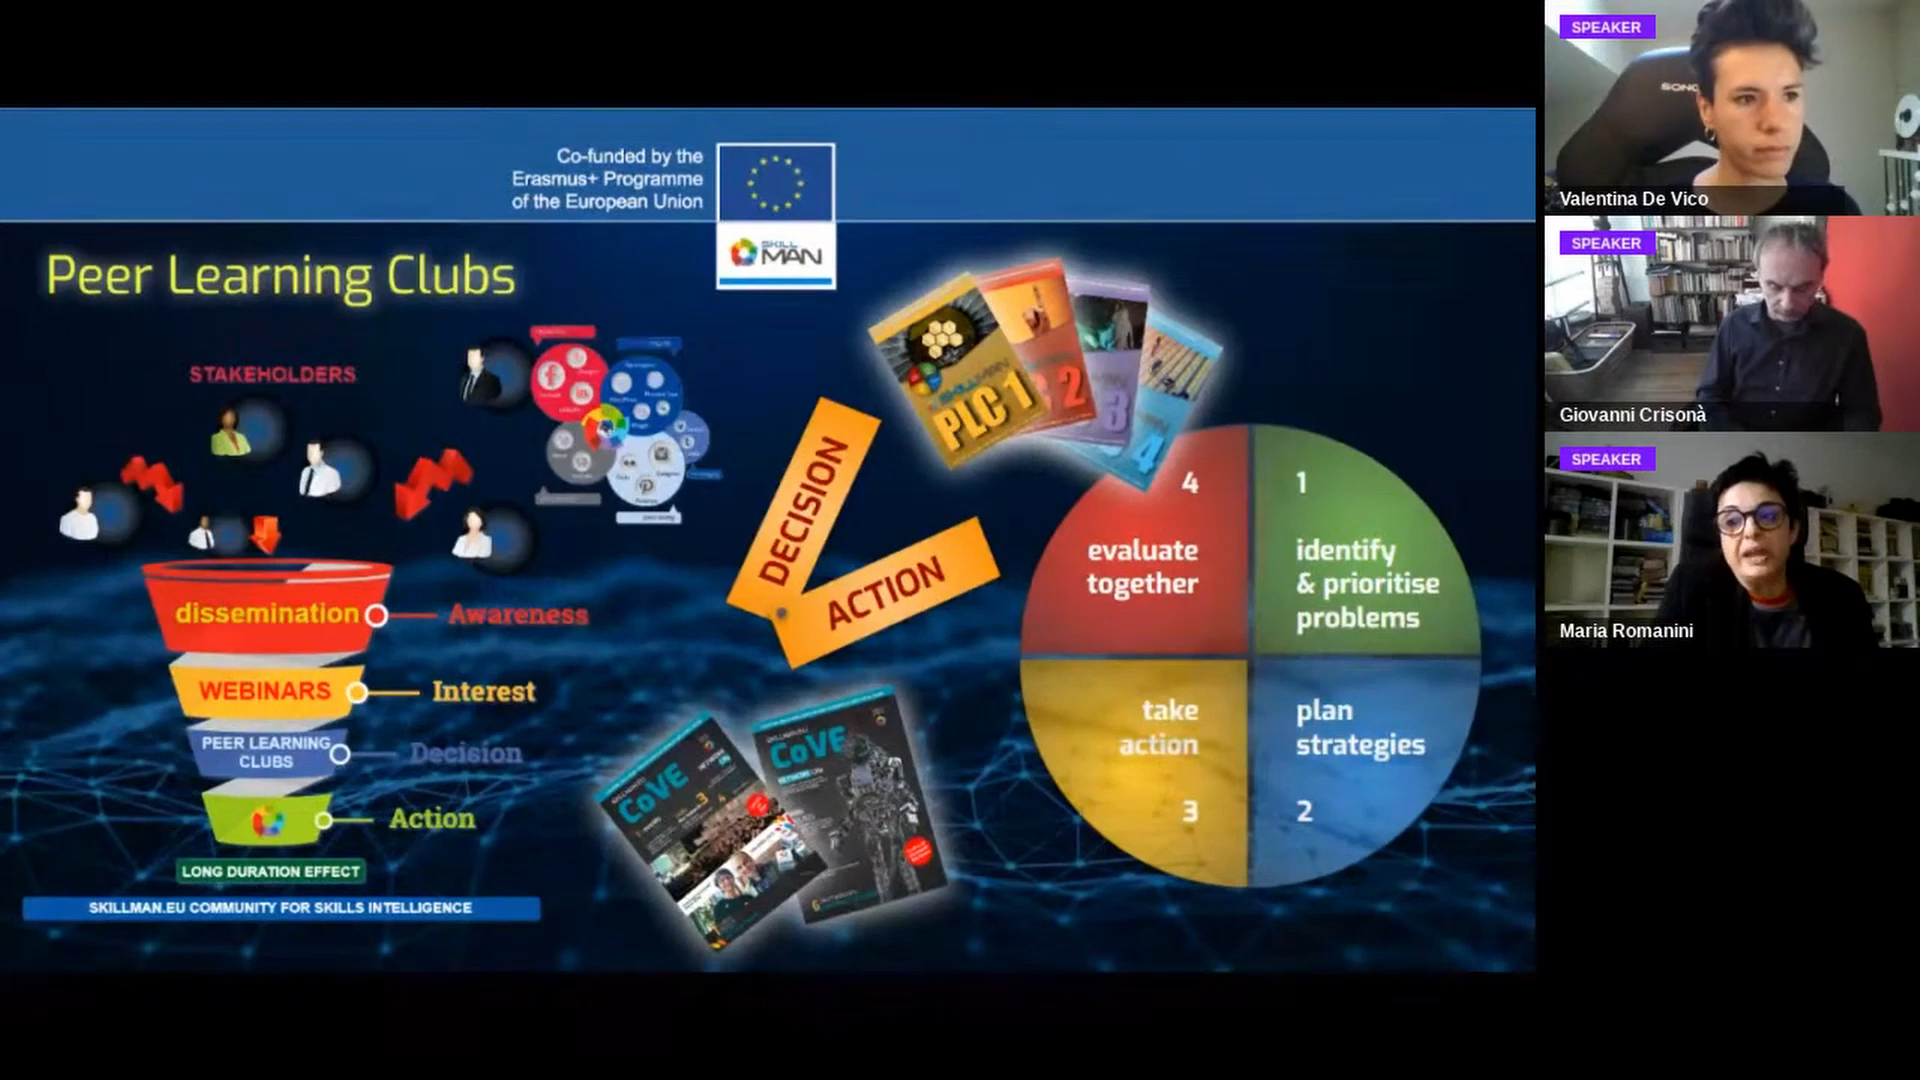 Co-funded by the
Erasmus+ Programme
of the European Union
SKILL
MAN
Peer Learning Clubs
STAKEHOLDERS
dissemination
Awareness
WEBINARS
Interest
PEER LEARNING
CLUBS
Decision
Action
LONG DURATION EFFECT
SKILLMAN.EU COMMUNITY FOR SKILLS INTELLIGENCE
DECISION
ACTION
PLC 1
2
3
4
CoVE
CoVE
4
evaluate
together
1
identify
& prioritise
problems
take
action
3
plan
strategies
2
SPEAKER
Valentina De Vico
SPEAKER
Giovanni Crisonà
SPEAKER
Maria Romanini